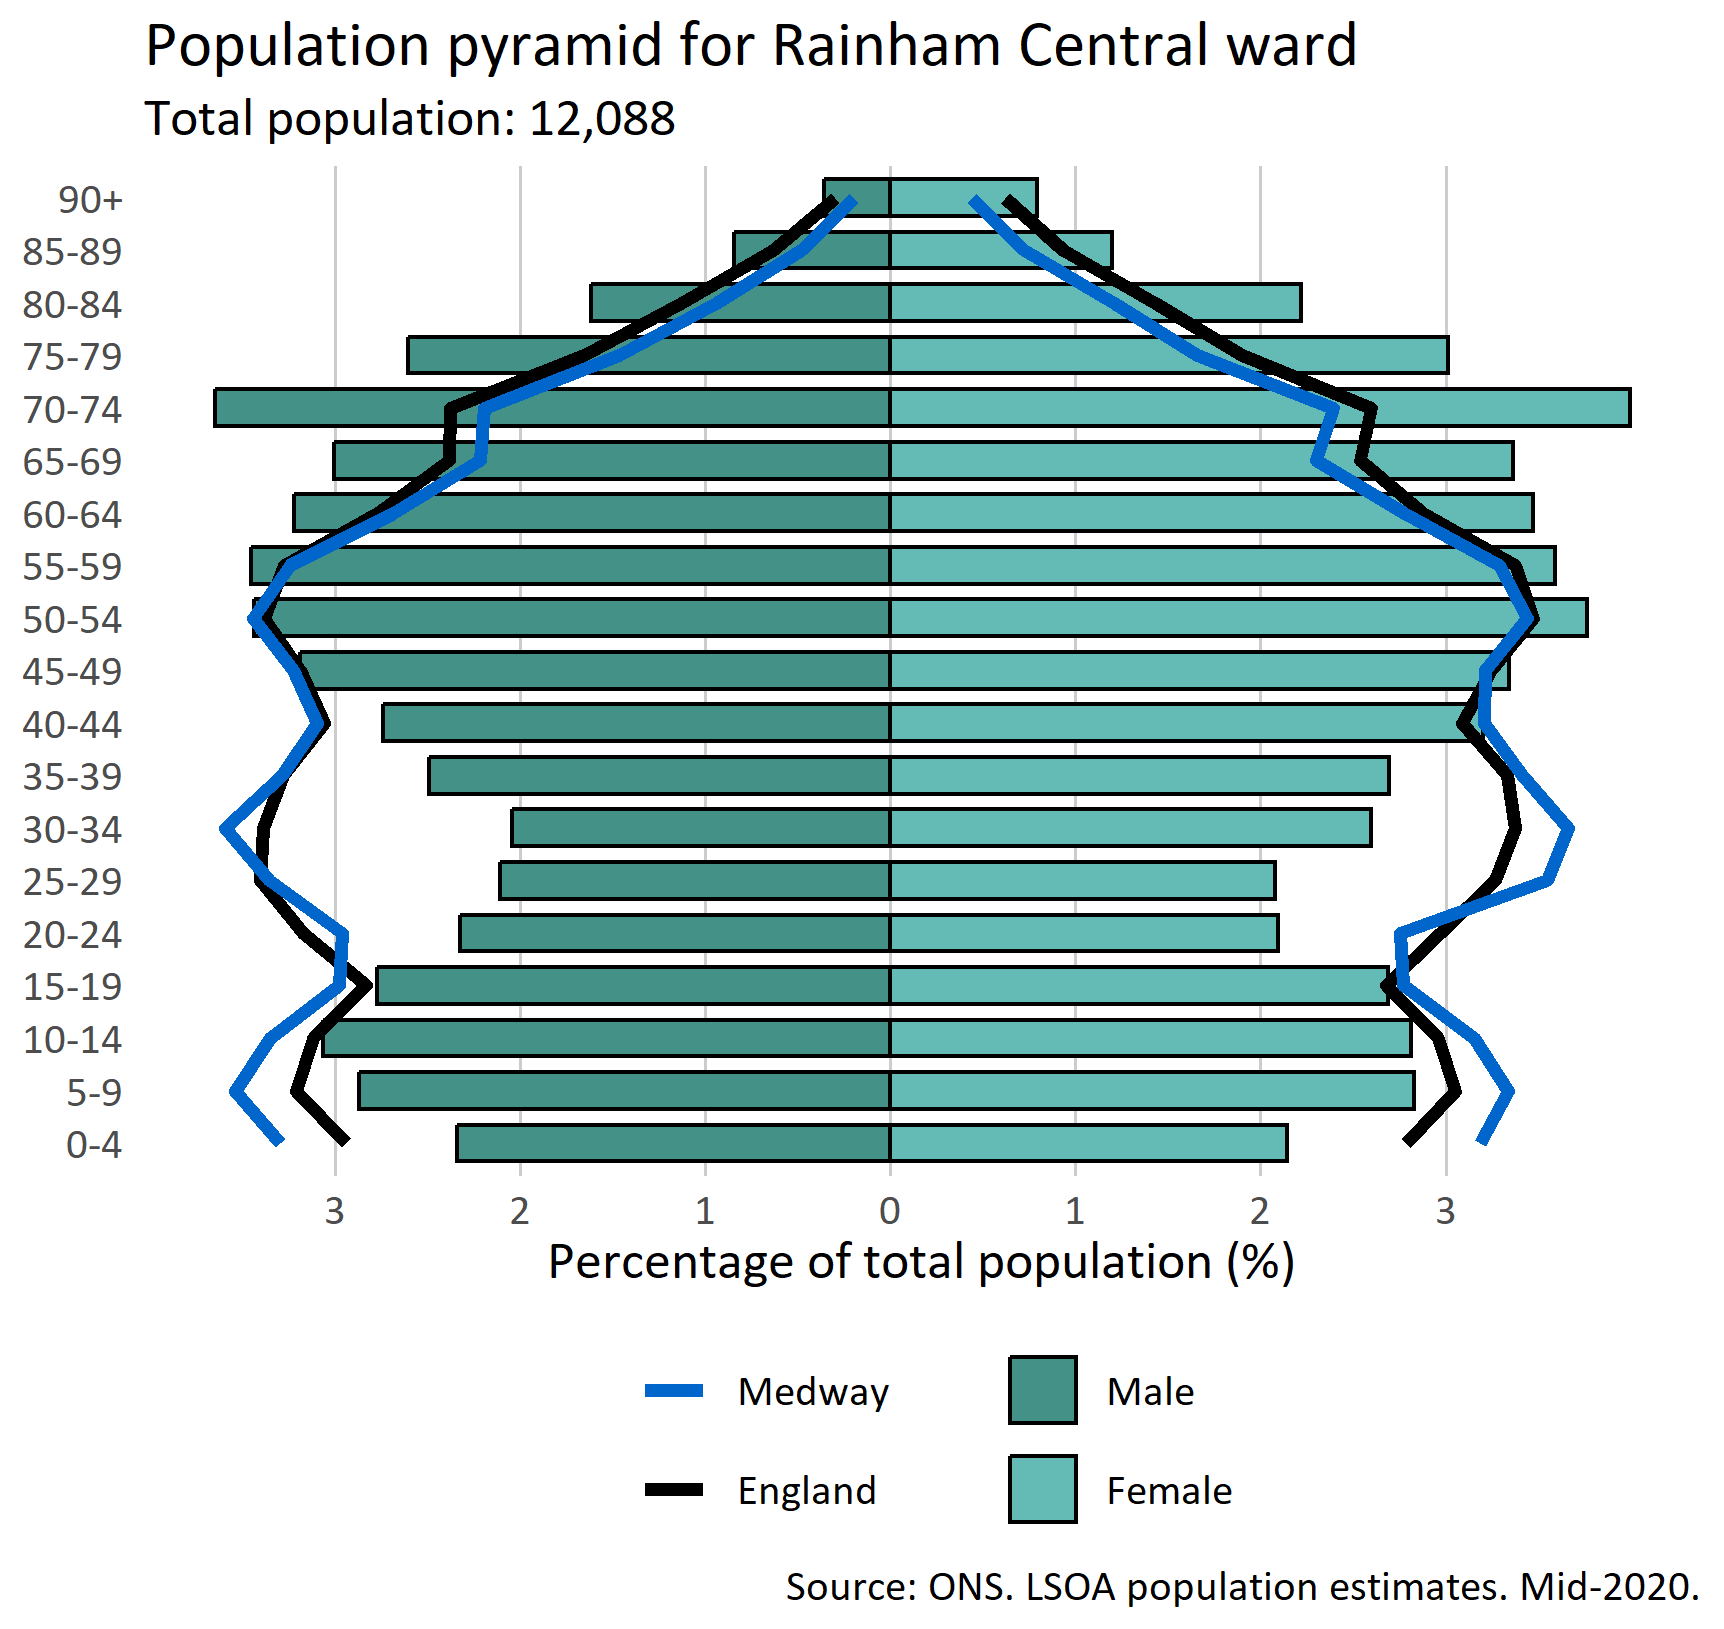 Population pyramid for Rainham Central ward
Total population: 12,088
90+
85-89
80-84
75-79
70-74
65-69
60-64
55-59
50-54
45-49
40-44
35-39
30-34
25-29
20-24
15-19
10-14
5-9
0-4
3 2 1 0 1 2 3
Percentage of total population (%)
Medway Male
England Female
Source: ONS. LSOA population estimates. Mid-2020.